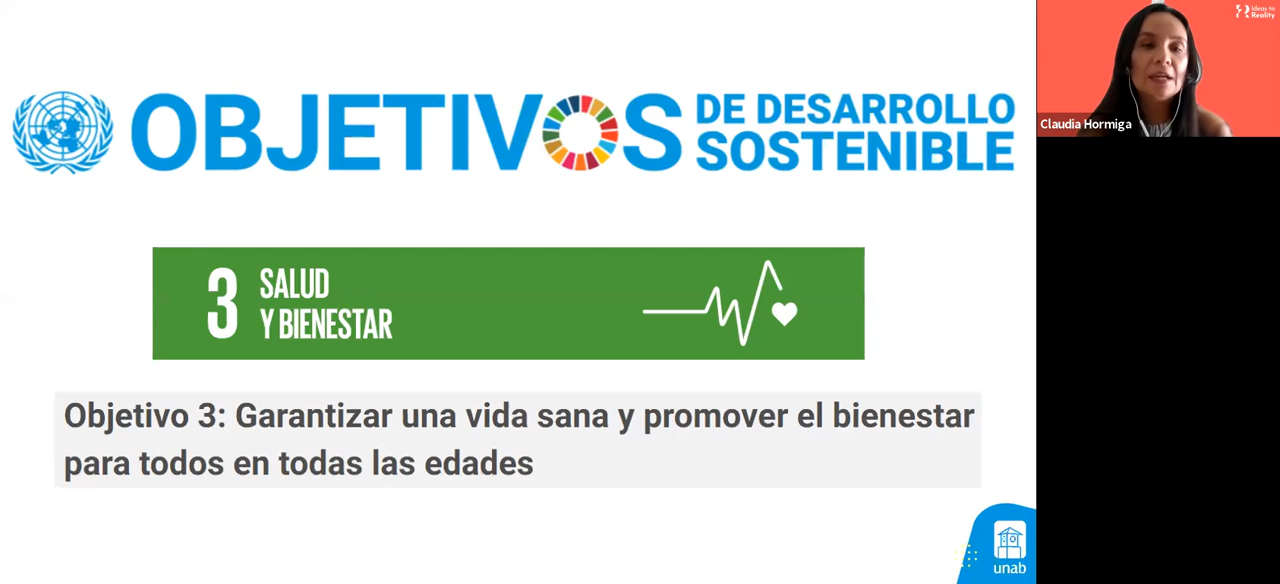 OBJETIVOS
DE DESARROLLO
SOSTENIBLE
3
SALUD
Y BIENESTAR
Objetivo 3: Garantizar una vida sana y promover el bienestar
para todos en todas las edades
unab
Ideas to
Reality
Claudia Hormiga